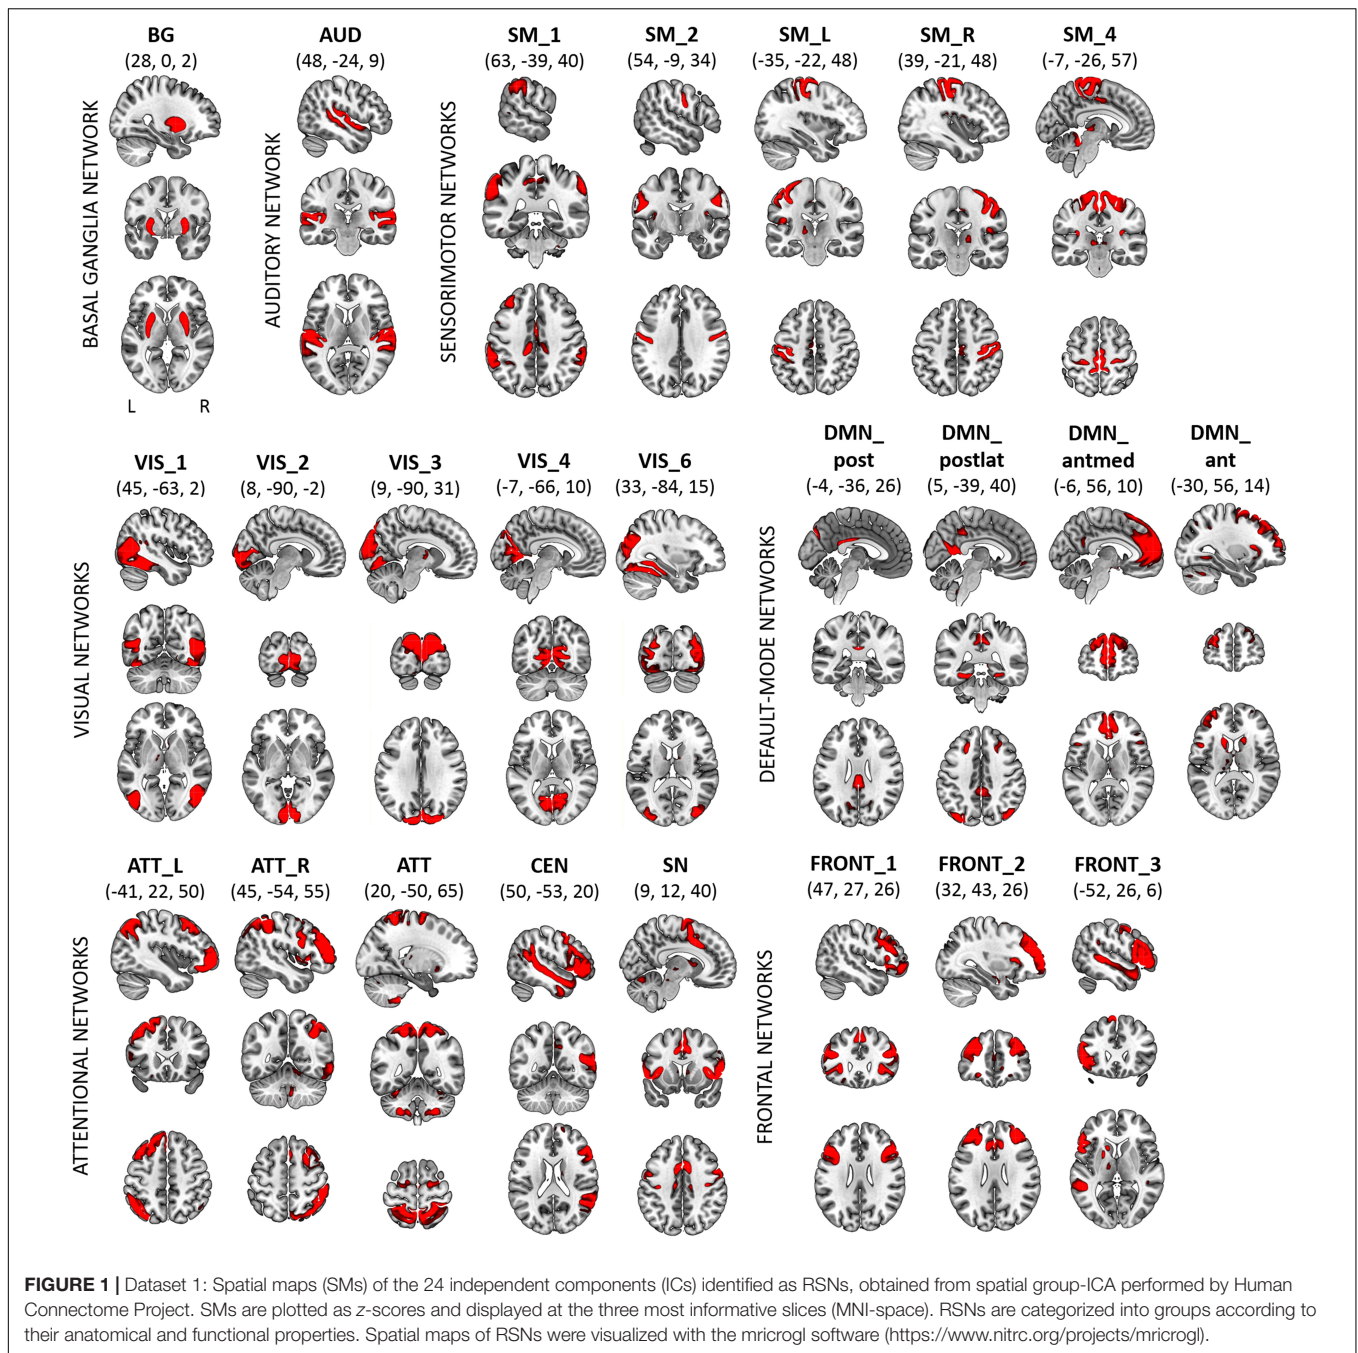 BG
(28, 0, 2)
AUD
(48, -24, 9)
SM_1
(63, -39, 40)
SM_2
(54, -9, 34)
SM_L
(-35, -22, 48)
SM_R
(39, -21, 48)
SM_4
(-7, -26, 57)
BASAL GANGLIA NETWORK
AUDITORY NETWORK
SENSORIMOTOR NETWORKS
L
R
VIS_1
(45, -63, 2)
VIS_2
(8, -90, -2)
VIS_3
(9, -90, 31)
VIS_4
(-7, -66, 10)
VIS_6
(33, -84, 15)
DMN_
post
(-4, -36, 26)
DMN_
postlat
(5, -39, 40)
DMN_
antmed
(-6, 56, 10)
DMN_
ant
(-30, 56, 14)
VISUAL NETWORKS
DEFAULT-MODE NETWORKS
ATT_L
(-41, 22, 50)
ATT_R
(45, -54, 55)
ATT
(20, -50, 65)
CEN
(50, -53, 20)
SN
(9, 12, 40)
FRONT_1
(47, 27, 26)
FRONT_2
(32, 43, 26)
FRONT_3
(-52, 26, 6)
ATTENTIONAL NETWORKS
FRONTAL NETWORKS
FIGURE 1 | Dataset 1: Spatial maps (SMs) of the 24 independent components (ICs) identified as RSNs, obtained from spatial group-ICA performed by Human
Connectome Project. SMs are plotted as z-scores and displayed at the three most informative slices (MNI-space). RSNs are categorized into groups according to
their anatomical and functional properties. Spatial maps of RSNs were visualized with the mricrogl software (https://www.nitrc.org/projects/mricrogl).